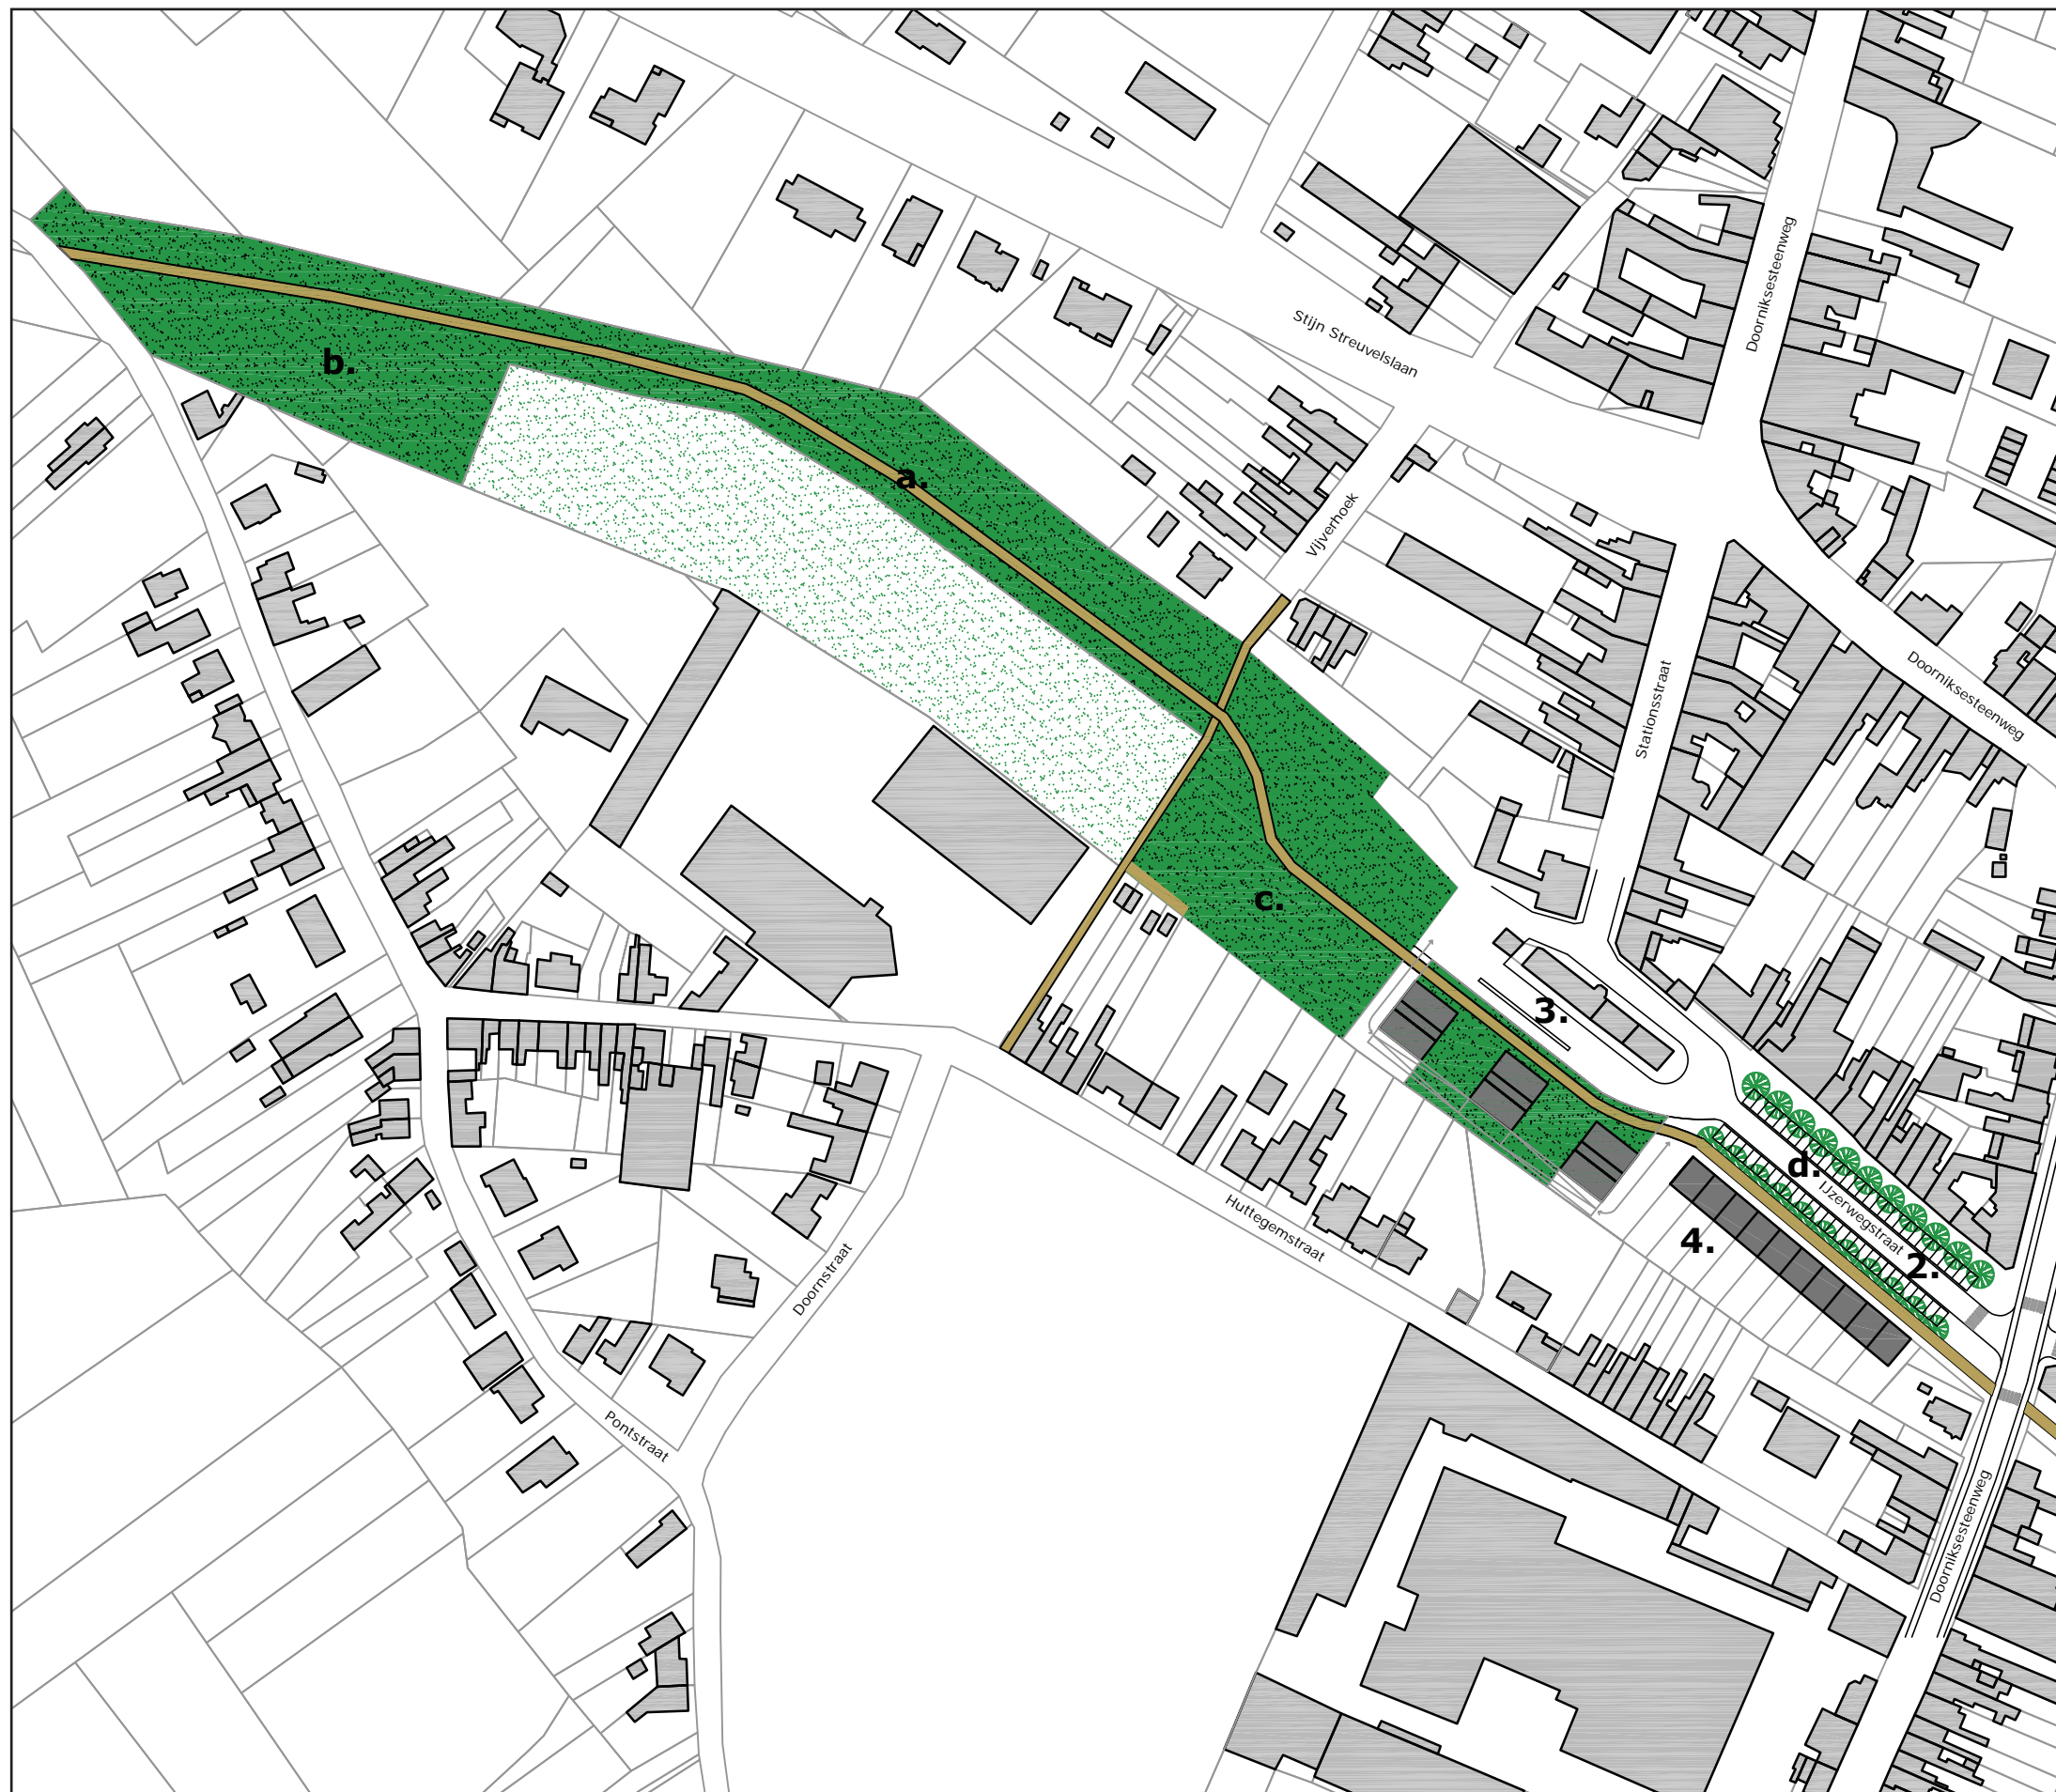 Doorniksesteenweg
Stijn Streuvelslaan
b.
a.
Vijverhoek
Doorniksesteenweg
Stationsstraat
c.
3.
d.
IJzerwegstraat
4.
2.
Huttegemstraat
Doornstraat
Pontstraat
Doorniksesteenweg